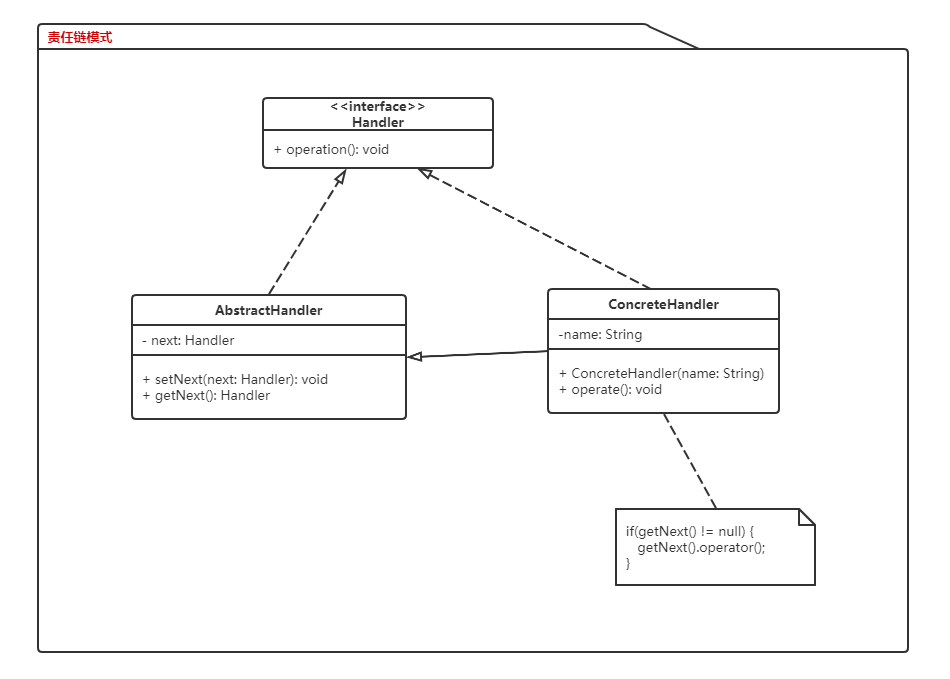 责任链模式
<<interface>>
Handler
+ operation(): void
AbstractHandler
- next: Handler
+ setNext(next: Handler): void
+ getNext(): Handler
ConcreteHandler
-name: String
+ ConcreteHandler(name: String)
+ operate(): void
if(getNext() != null) {
getNext().operator();
}